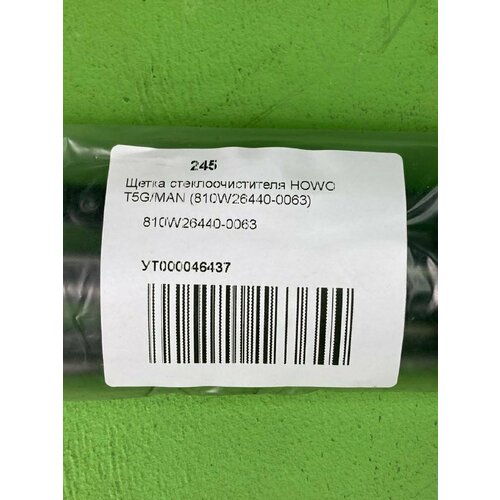 245
Щетка стеклоочистителя HOWO
T5G/MAN (810W26440-0063)
810W26440-0063
УТ000046437